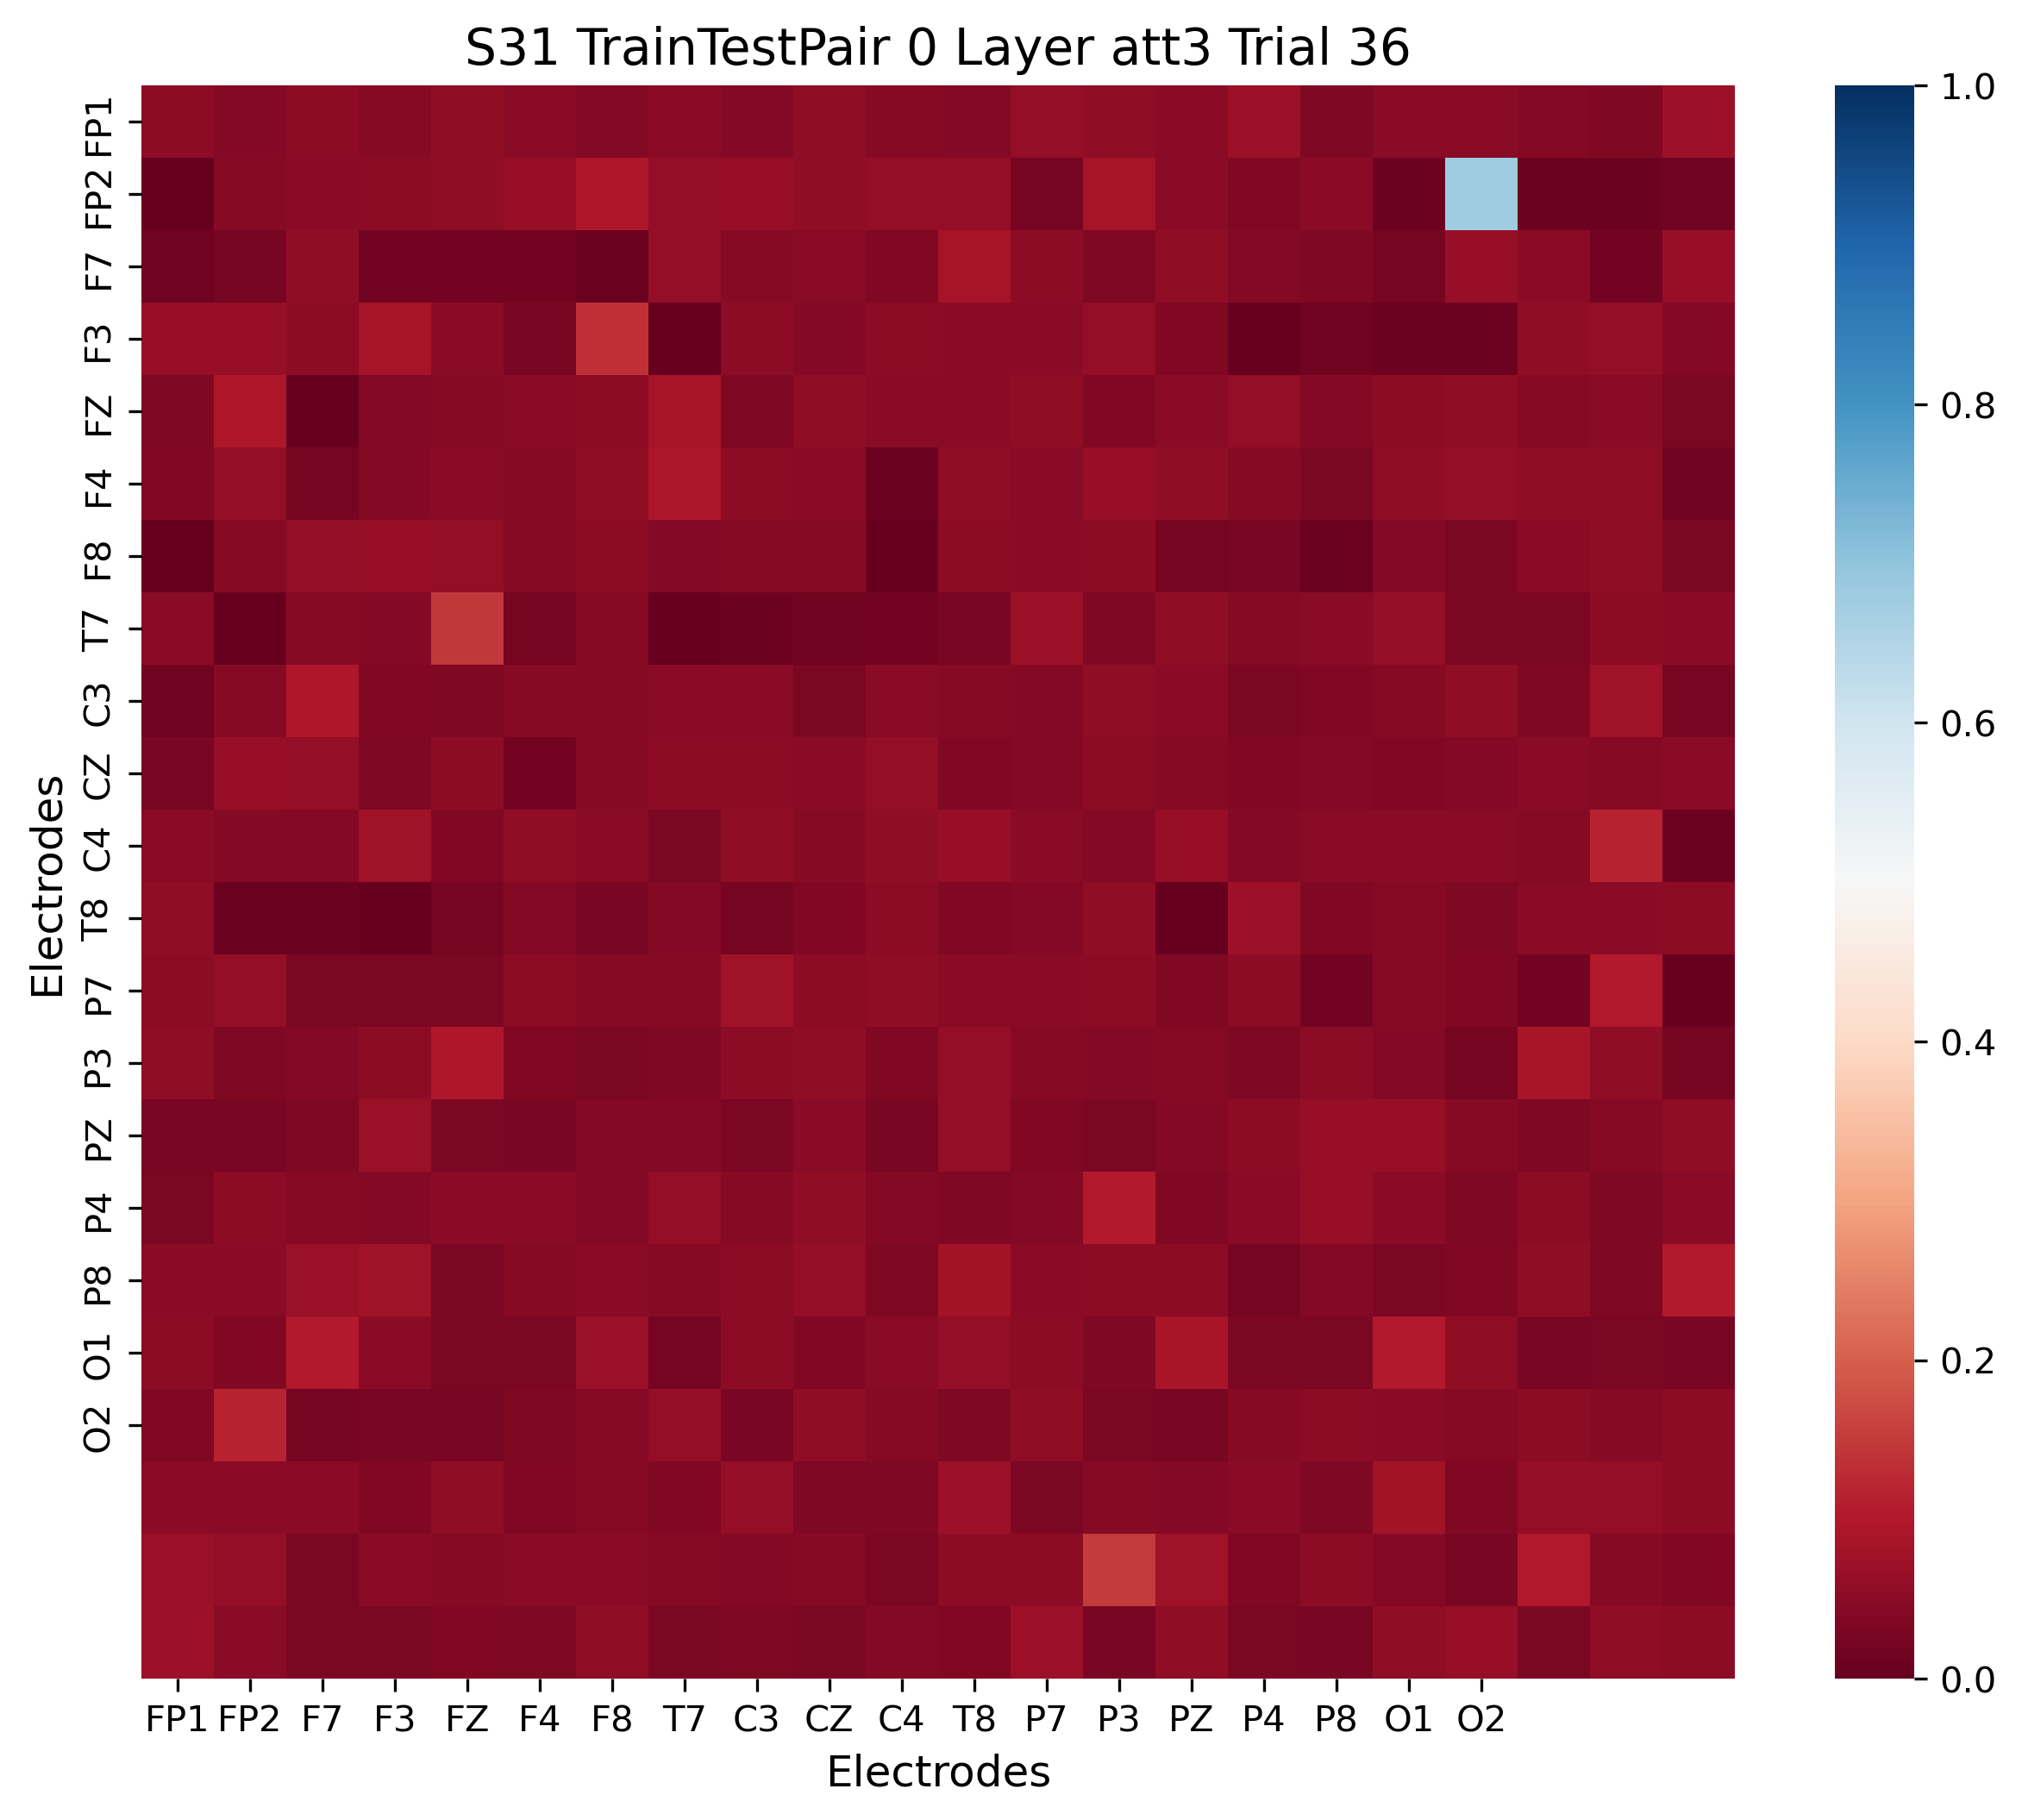 S31 TrainTestPair 0 Layer att3 Trial 36
Electrodes
FP1
FP2
F7
F3
FZ
F4
F8
T7
C3
CZ
C4
T8
P7
P3
PZ
P4
P8
O1
O2
FP1 FP2 F7 F3 FZ F4 F8 T7 C3 CZ C4 T8 P7 P3 PZ P4 P8 O1 O2
Electrodes
1.0
0.8
0.6
0.4
0.2
0.0